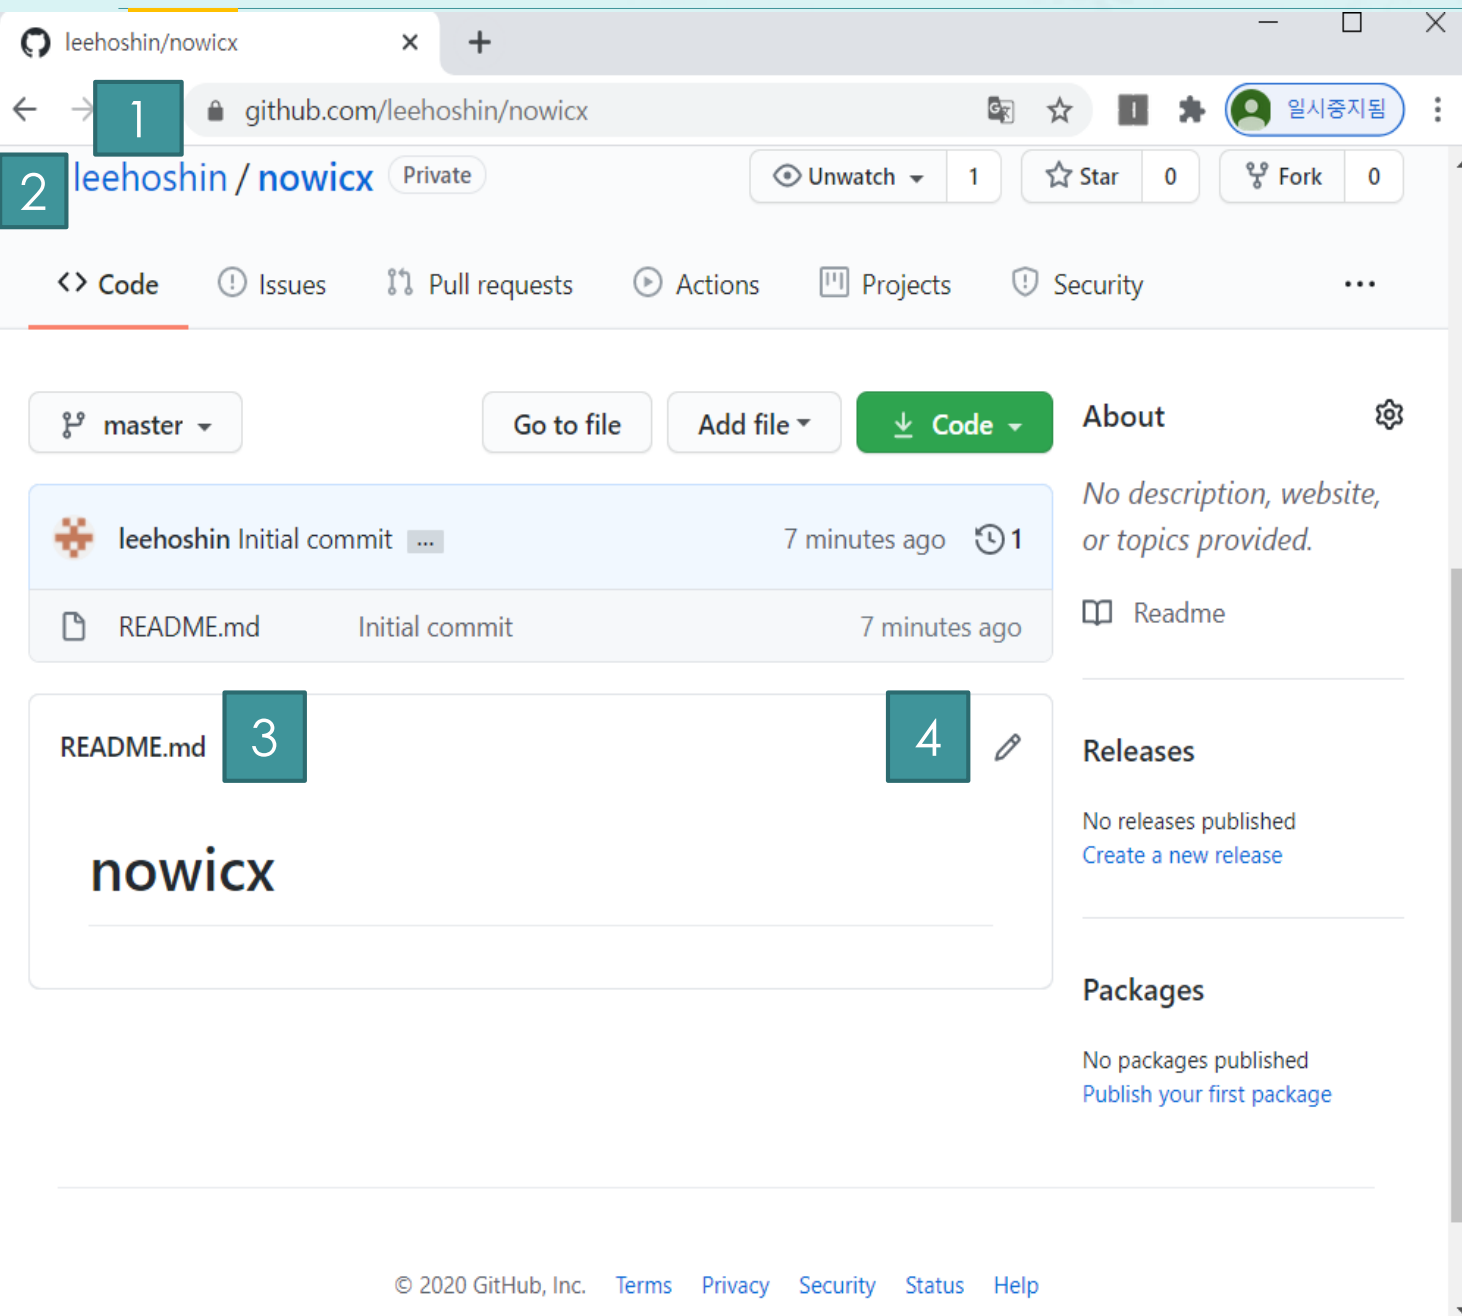 leehoshin/nowicx
1
github.com/leehoshin/nowicx
일시중지됨
2
leehoshin / nowicx Private
Unwatch 1
Star 0
Fork 0
Code Issues Pull requests Actions Projects Security ...
master Go to file Add file Code
About
No description, website,
or topics provided.
Readme
leehoshin Initial commit ... 7 minutes ago 1
README.md Initial commit 7 minutes ago
README.md 3 4
nowicx
Releases
No releases published
Create a new release
Packages
No packages published
Publish your first package
© 2020 GitHub, Inc. Terms Privacy Security Status Help